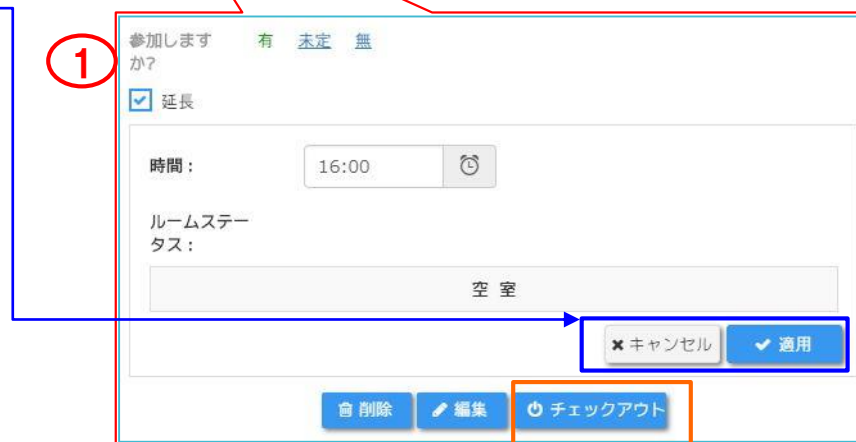 1
参加します 有 未定 無
か?
延長
時間： 16:00
ルームステー
タス：
空 室
キャンセル 適用
削除 編集 チェックアウト